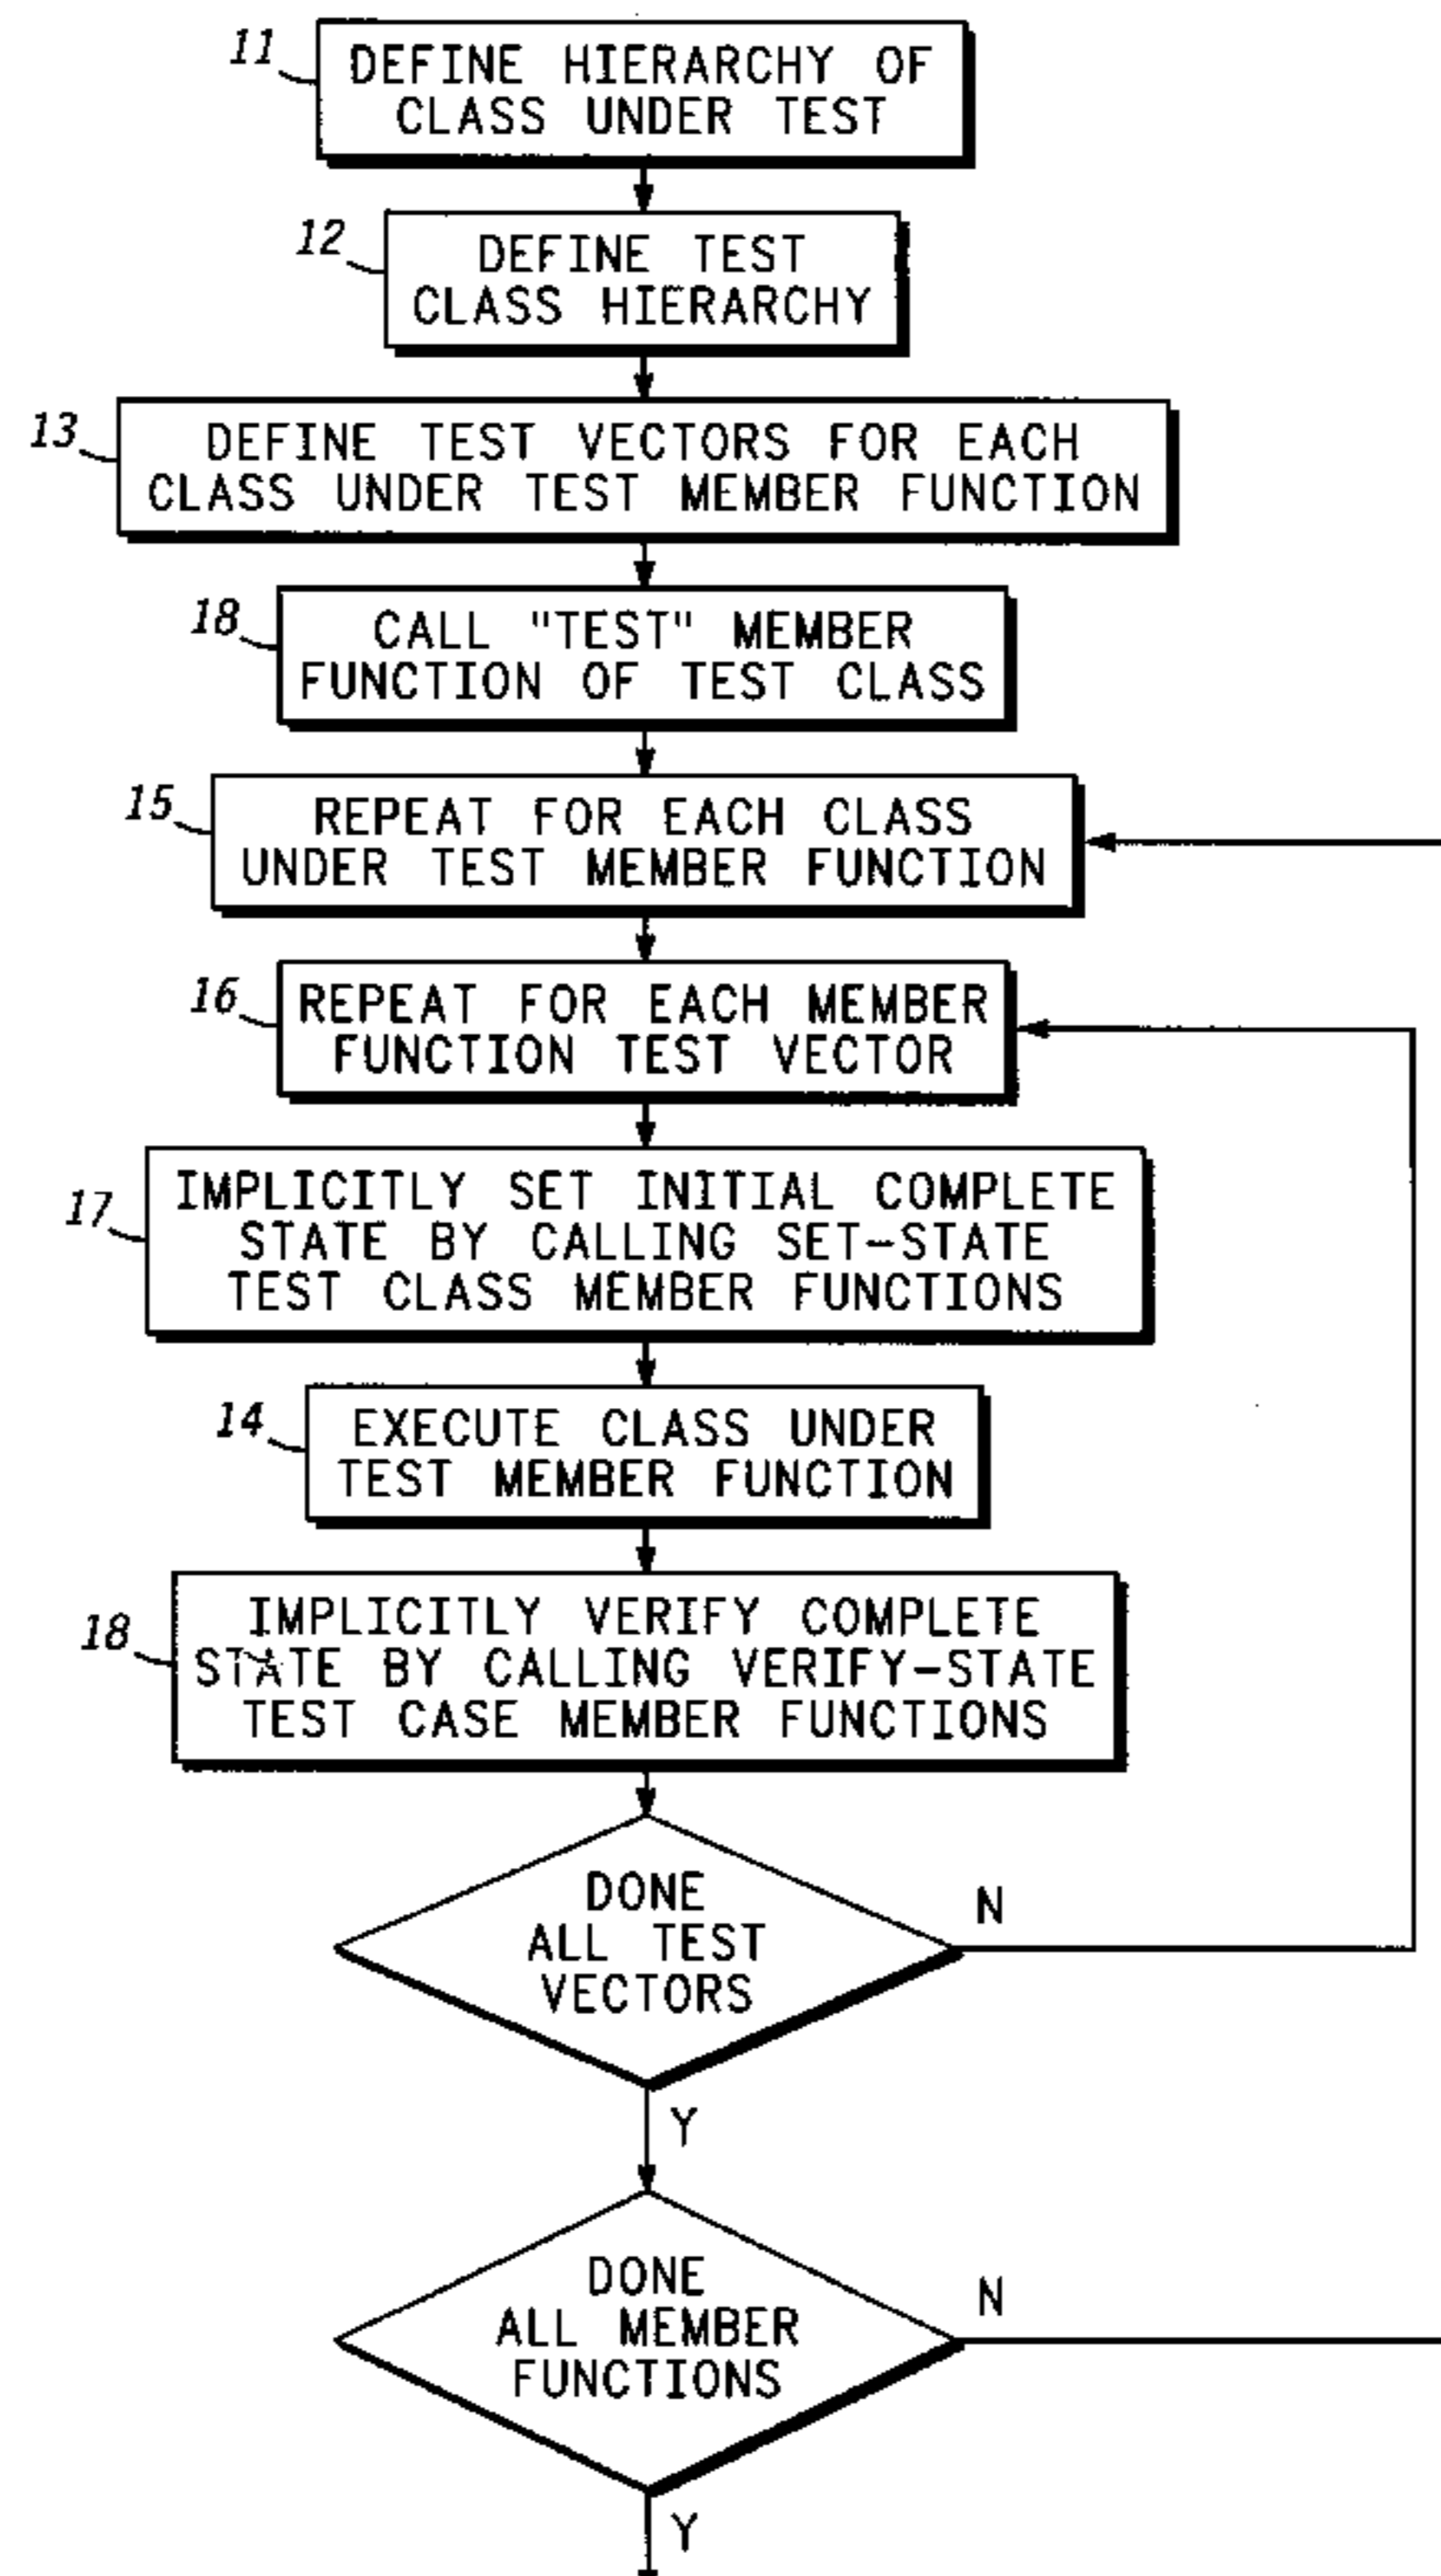 11
DEFINE HIERARCHY OF
CLASS UNDER TEST
12
DEFINE TEST
CLASS HIERARCHY
13
DEFINE TEST VECTORS FOR EACH
CLASS UNDER TEST MEMBER FUNCTION
18
CALL "TEST" MEMBER
FUNCTION OF TEST CLASS
15
REPEAT FOR EACH CLASS
UNDER TEST MEMBER FUNCTION
16
REPEAT FOR EACH MEMBER
FUNCTION TEST VECTOR
17
IMPLICITLY SET INITIAL COMPLETE
STATE BY CALLING SET-STATE
TEST CLASS MEMBER FUNCTIONS
14
EXECUTE CLASS UNDER
TEST MEMBER FUNCTION
18
IMPLICITLY VERIFY COMPLETE
STATE BY CALLING VERIFY-STATE
TEST CASE MEMBER FUNCTIONS
DONE
ALL TEST
VECTORS
N
Y
DONE
ALL MEMBER
FUNCTIONS
N
Y